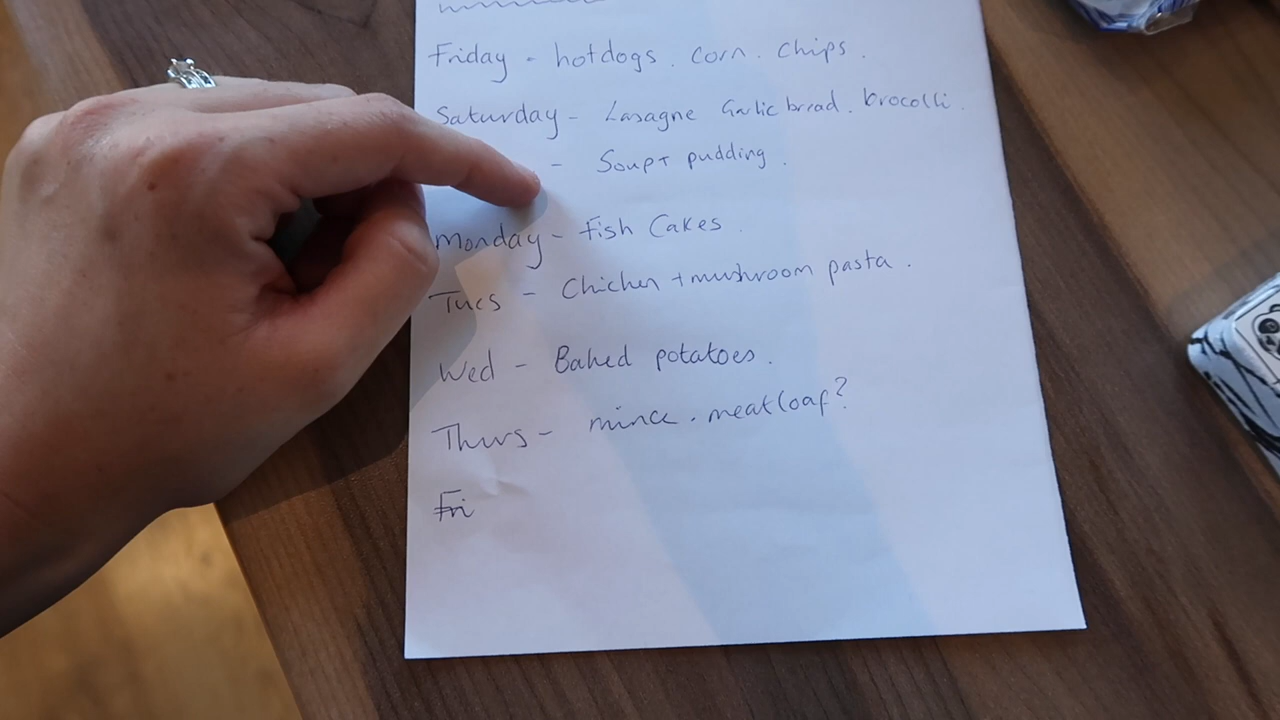 Friday - hotdogs. corn. chips.
Saturday - Lasagne Garlic bread. brocolli.
- Soup + pudding.
Monday - Fish Cakes.
Tues - Chicken + mushroom pasta.
Wed - Baked potatoes.
Thurs - mince. meatloaf?
Fri